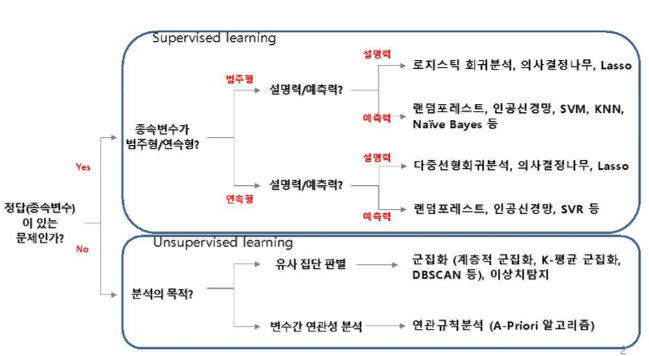 Supervised learning
설명력
로지스틱 회귀분석, 의사결정나무, Lasso
범주형
설명력/예측력?
예측력
랜덤포레스트, 인공신경망, SVM, KNN,
Naïve Bayes 등
종속변수가
범주형/연속형?
Yes
설명력
다중선형회귀분석, 의사결정나무, Lasso
연속형
설명력/예측력?
예측력
랜덤포레스트, 인공신경망, SVR 등
정답(종속변수)
이 있는
문제인가?
No
Unsupervised learning
유사 집단 판별
군집화 (계층적 군집화, K-평균 군집화,
DBSCAN 등), 이상치탐지
분석의 목적?
변수간 연관성 분석
연관규칙분석 (A-Priori 알고리즘)
2